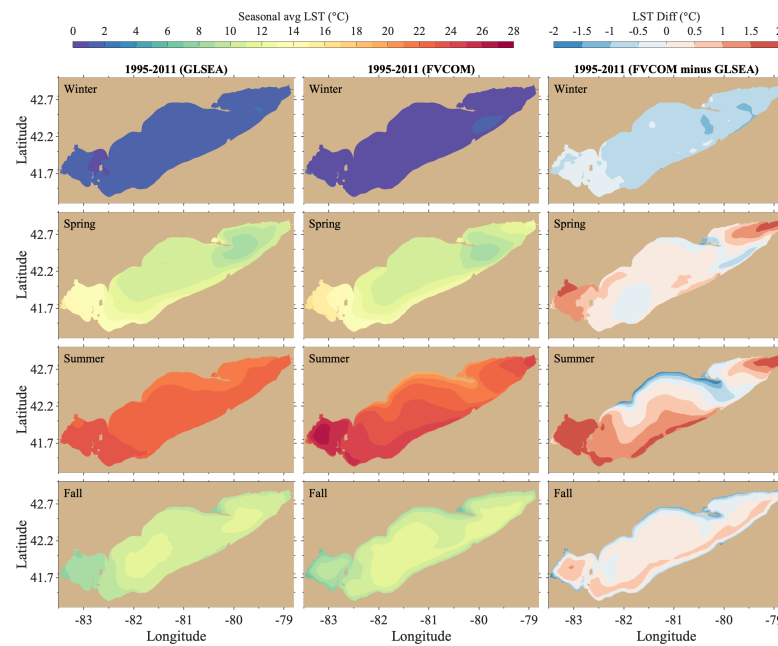 Seasonal avg LST (°C)
LST Diff (°C)
0 2 4 6 8 10 12 14 16 18 20 22 24 26 28
-2 -1.5 -1 -0.5 0 0.5 1 1.5
1995-2011 (GLSEA)
1995-2011 (FVCOM)
1995-2011 (FVCOM minus GLSEA)
Winter
Winter
Winter
Latitude
42.7
42.2
41.7
Spring
Spring
Spring
Latitude
42.7
42.2
41.7
Summer
Summer
Summer
Latitude
42.7
42.2
41.7
Fall
Fall
Fall
Latitude
42.7
42.2
41.7
-83 -82 -81 -80 -79
-83 -82 -81 -80 -79
-83 -82 -81 -80
Longitude
Longitude
Longitude